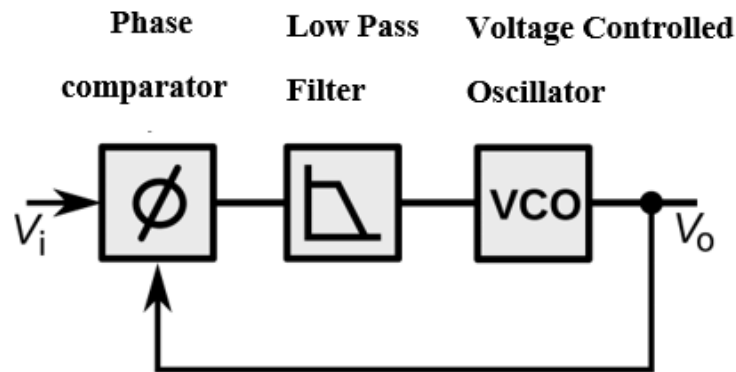 Phase
comparator
Low Pass
Filter
Voltage Controlled
Oscillator
Vi
ϕ
VCO
Vo